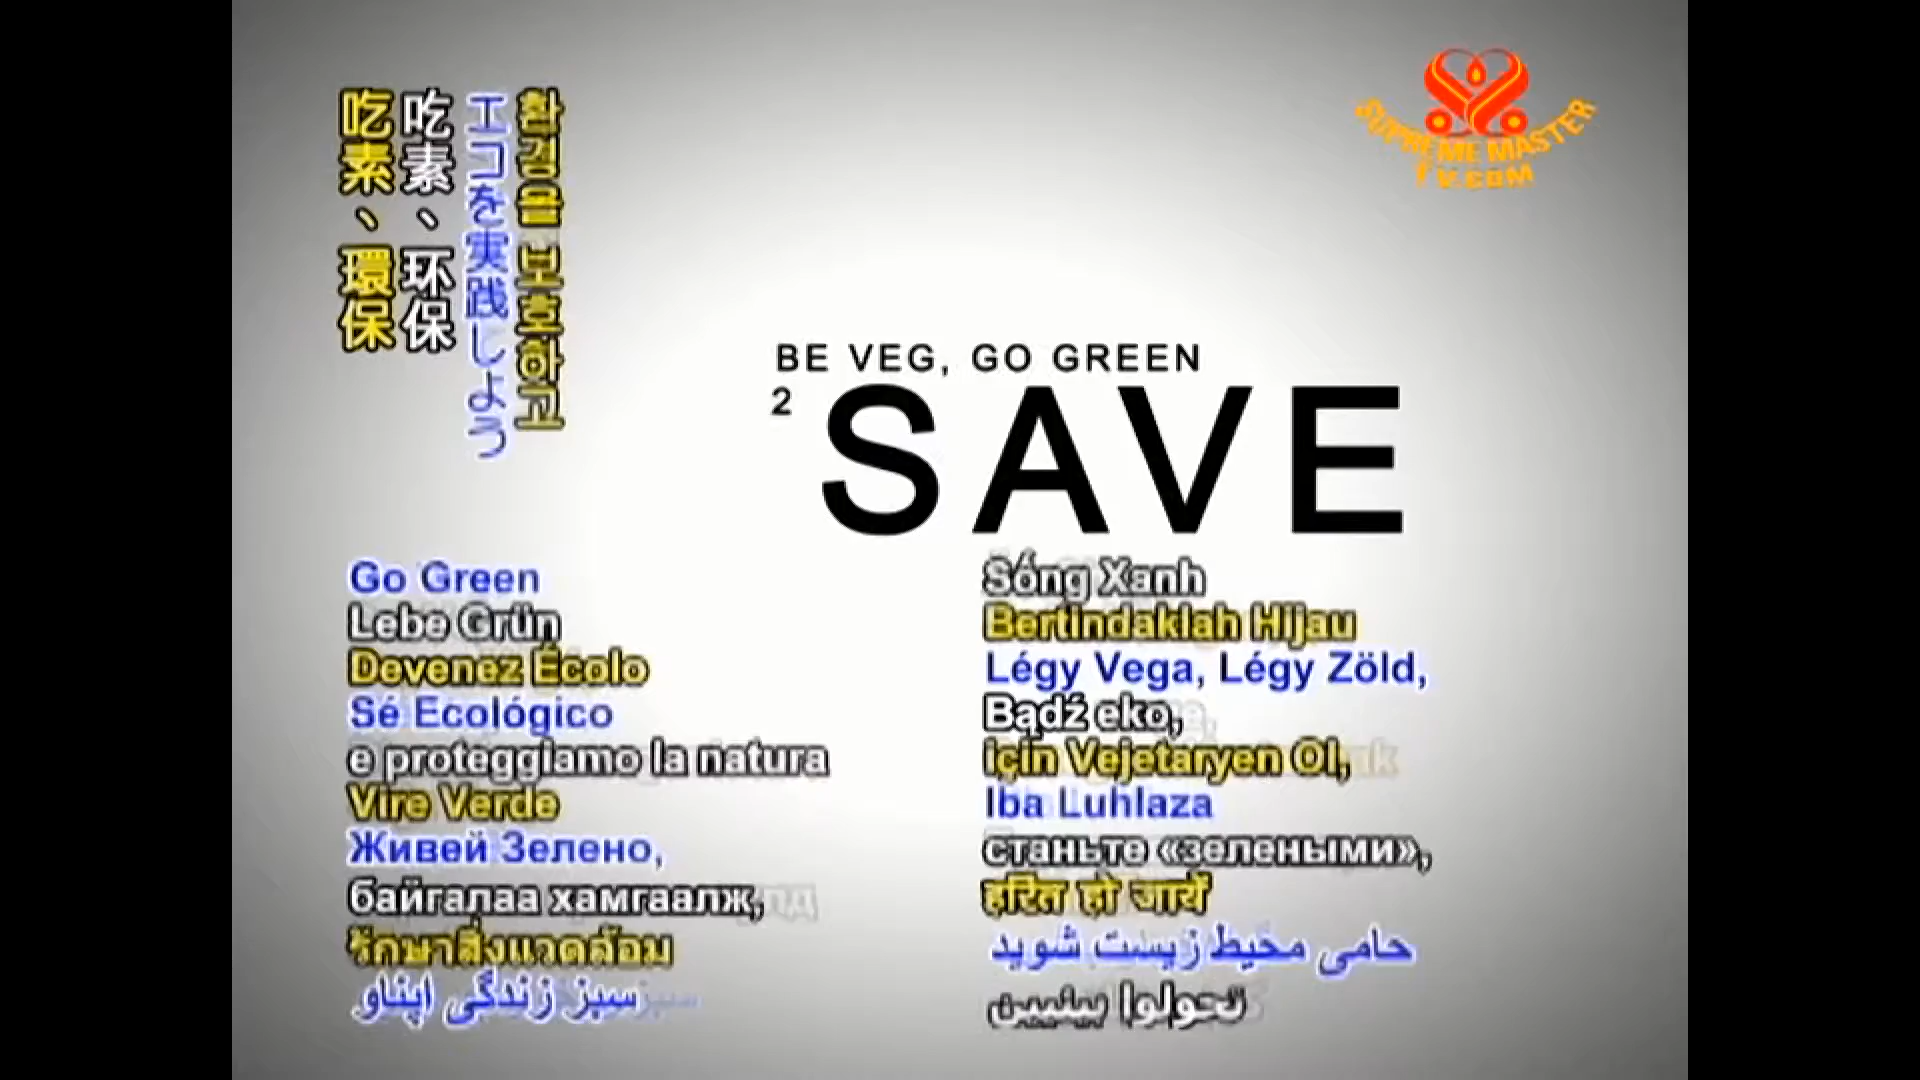 吃素、環保
吃素、环保
エコを実践しよう
환경을 보호하고
SUPREME MASTER
TV.COM
BE VEG, GO GREEN
2 SAVE
Go Green
Lebe Grün
Devenez Écolo
Sé Ecológico
e proteggiamo la natura
Vire Verde
Живей Зелено,
байгалаа хамгаалж,
รักษาสิ่งแวดล้อม
سبز زندگی اپناو
Sống Xanh
Bertindaklah Hijau
Légy Vega, Légy Zöld,
Bądź eko,
için Vejetaryen Ol,
Iba Luhlaza
станьте «зелеными»,
हरित हो जायें
حامی محیط زیست شوید
تحولوا بيئيين